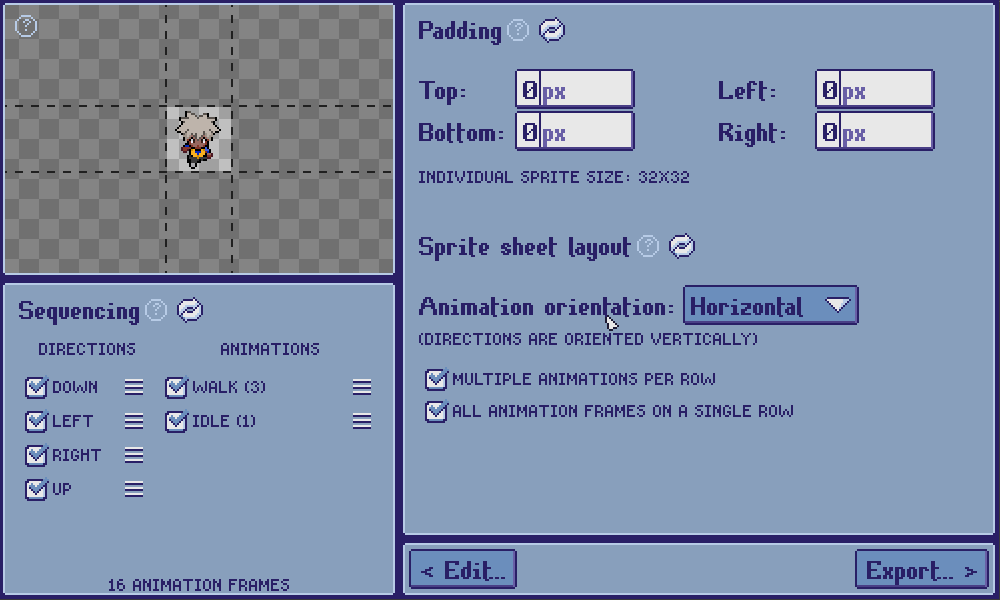 ?
Padding ?
Top: 0px Left: 0px
Bottom: 0px Right: 0px
INDIVIDUAL SPRITE SIZE: 32X32
Sprite sheet layout ?
Animation orientation: Horizontal
(DIRECTIONS ARE ORIENTED VERTICALLY)
MULTIPLE ANIMATIONS PER ROW
ALL ANIMATION FRAMES ON A SINGLE ROW
Sequencing ?
DIRECTIONS ANIMATIONS
DOWN WALK (3)
LEFT IDLE (1)
RIGHT
UP
16 ANIMATION FRAMES
< Edit... Export... >